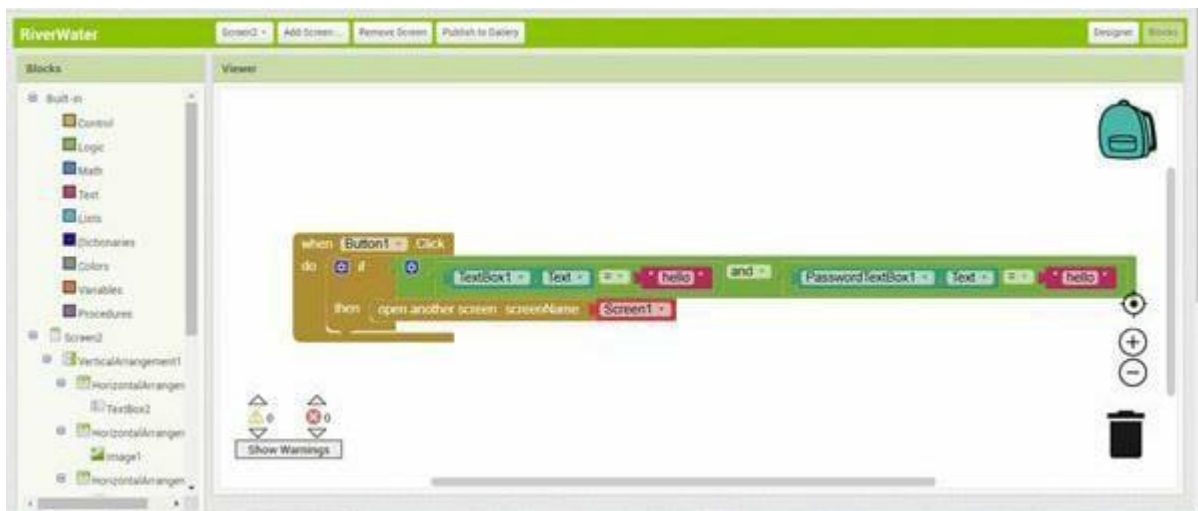 RiverWater
Screen2 Add Screen ... Remove Screen Publish to Gallery
Designer Blocks
Blocks
Viewer
Built-in
Control
Logic
Math
Text
Lists
Dictionaries
Colors
Variables
Procedures
Screen2
VerticalArrangement1
HorizontalArrangen
TextBox2
HorizontalArrangen
Image1
HorizontalArrangen
when Button1 .Click
do if TextBox1 . Text = " hello " and PasswordTextBox1 . Text = " hello "
then open another screen screenName Screen1
0 0
Show Warnings